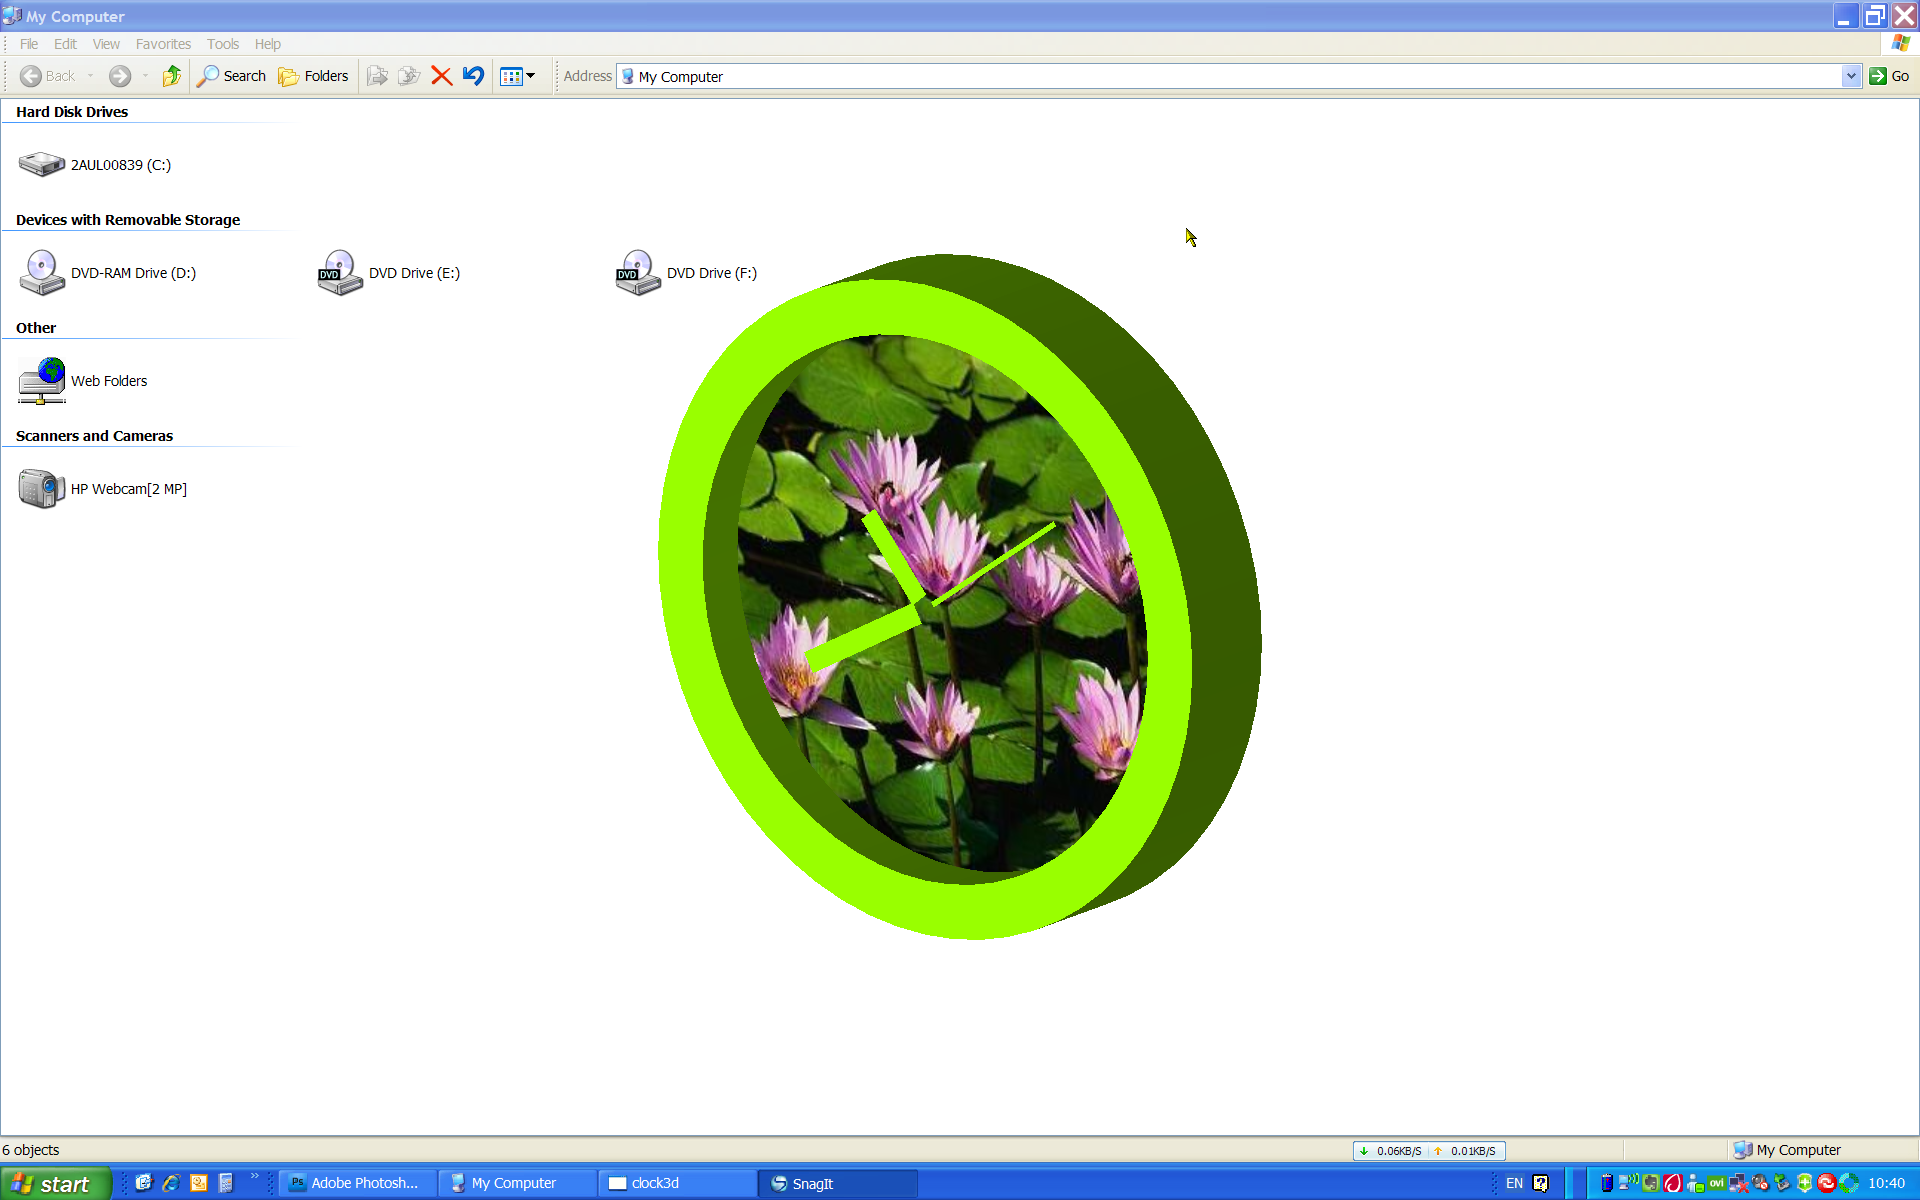 My Computer
File Edit View Favorites Tools Help
Back Search Folders Address My Computer Go
Hard Disk Drives
2AUL00839 (C:)
Devices with Removable Storage
DVD-RAM Drive (D:) DVD DVD Drive (E:) DVD DVD Drive (F:)
Other
Web Folders
Scanners and Cameras
HP Webcam[2 MP]
6 objects 0.06KB/S 0.01KB/S My Computer
start Ps Adobe Photosh... My Computer clock3d SnagIt EN ovi 10:40